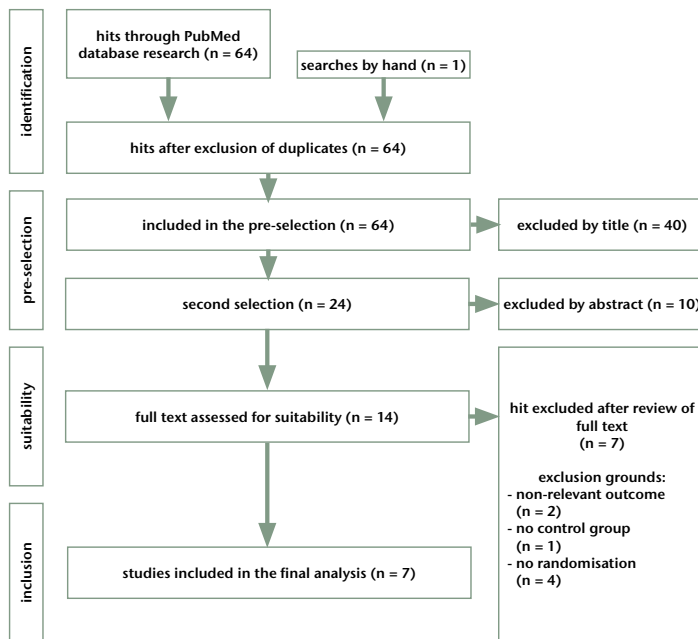 identification
hits through PubMed
database research (n = 64)
searches by hand (n = 1)
hits after exclusion of duplicates (n = 64)
pre-selection
included in the pre-selection (n = 64)
excluded by title (n = 40)
second selection (n = 24)
excluded by abstract (n = 10)
suitability
full text assessed for suitability (n = 14)
hit excluded after review of
full text
(n = 7)
exclusion grounds:
- non-relevant outcome
(n = 2)
- no control group
(n = 1)
- no randomisation
(n = 4)
inclusion
studies included in the final analysis (n = 7)